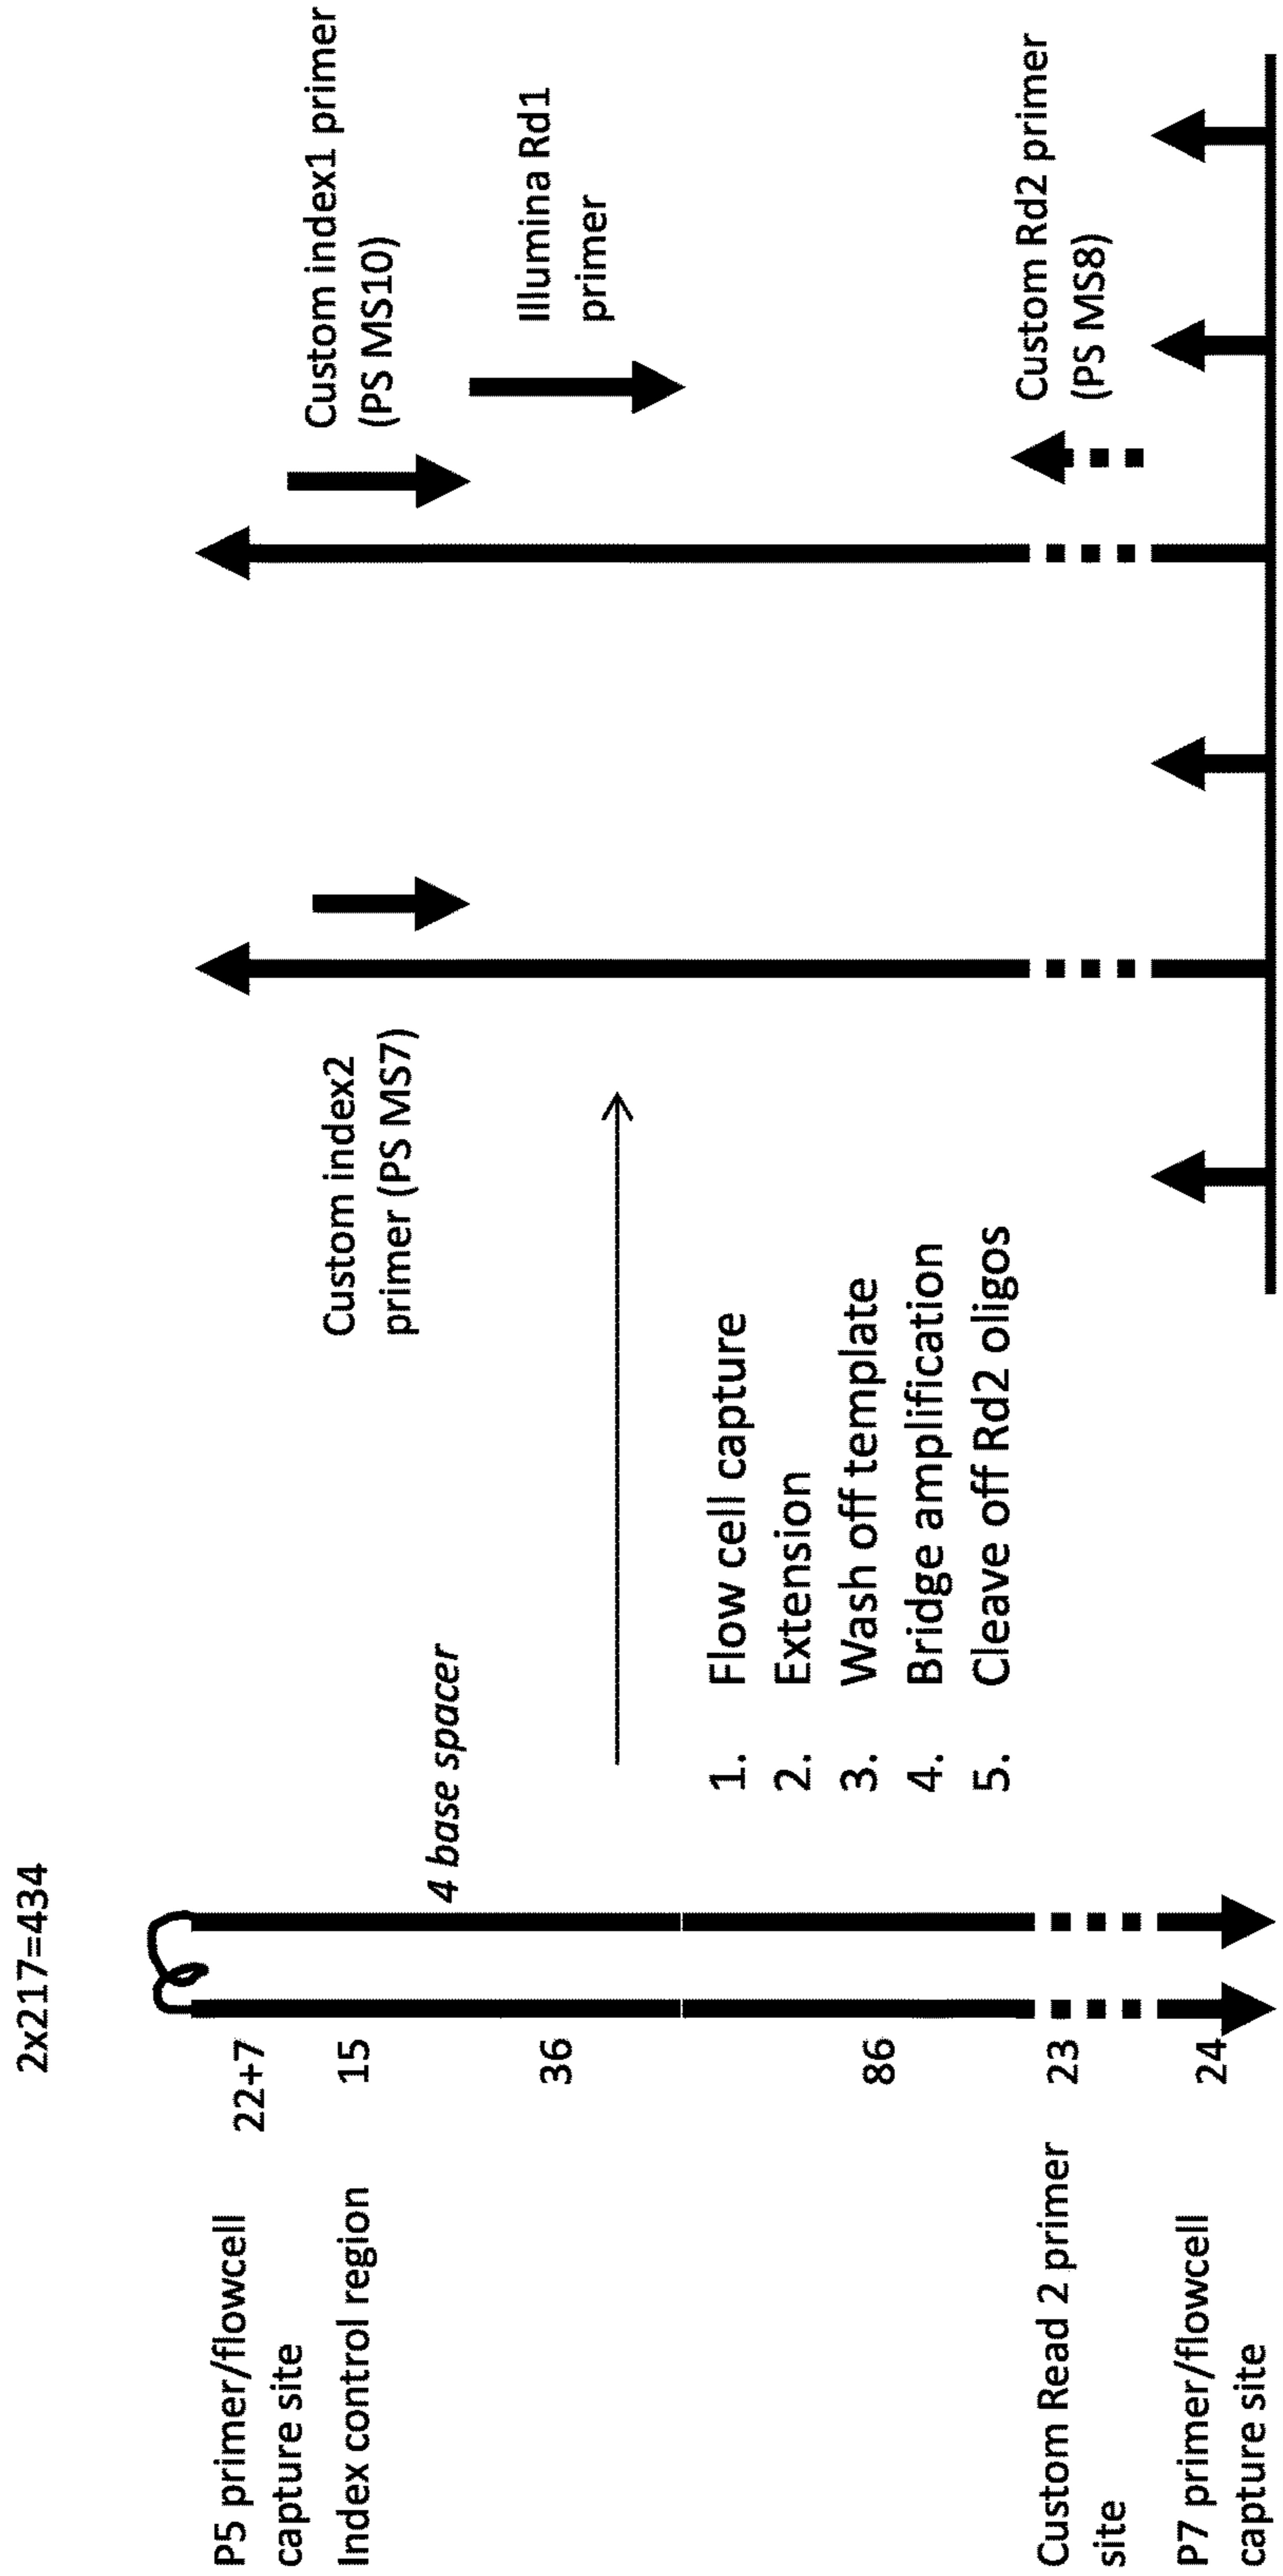 2x217=434
P5 primer/flowcell
capture site
22+7
Index control region
15
4 base spacer
36
86
Custom Read 2 primer
site
23
P7 primer/flowcell
capture site
24
1. Flow cell capture
2. Extension
3. Wash off template
4. Bridge amplification
5. Cleave off Rd2 oligos
Custom index2
primer (PS MS7)
Custom index1 primer
(PS MS10)
Illumina Rd1
primer
Custom Rd2 primer
(PS MS8)